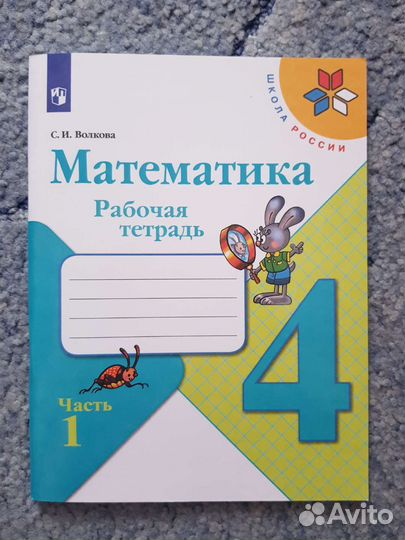 ШКОЛА РОССИИ
С. И. Волкова
Математика
Рабочая
тетрадь
4
Часть
1
Avito